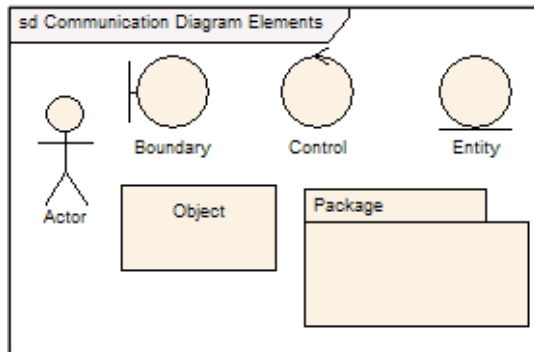 sd Communication Diagram Elements
Boundary
Control
Entity
Actor
Object
Package